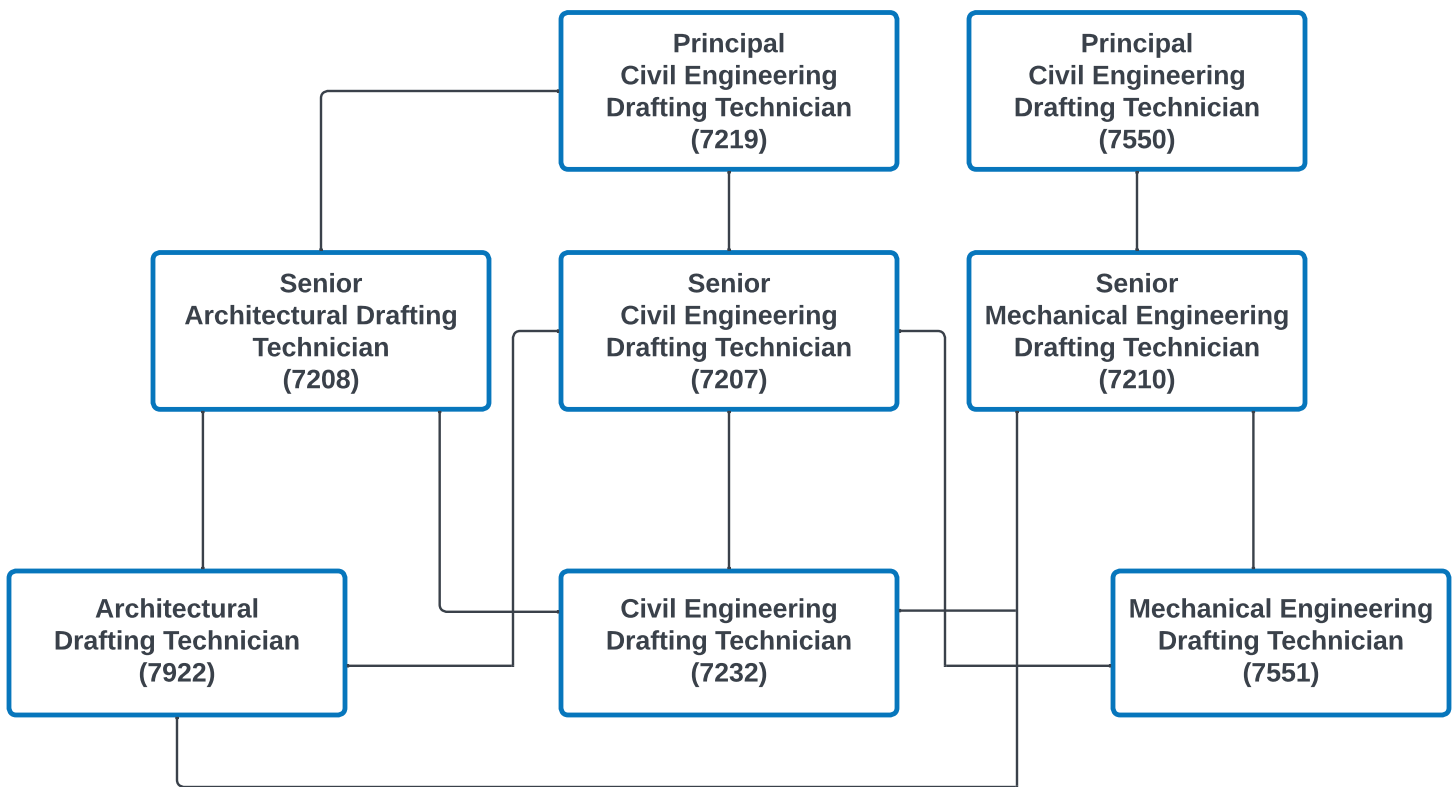 Principal
Civil Engineering
Drafting Technician
(7219)
Principal
Civil Engineering
Drafting Technician
(7550)
Senior
Architectural Drafting
Technician
(7208)
Senior
Civil Engineering
Drafting Technician
(7207)
Senior
Mechanical Engineering
Drafting Technician
(7210)
Architectural
Drafting Technician
(7922)
Civil Engineering
Drafting Technician
(7232)
Mechanical Engineering
Drafting Technician
(7551)